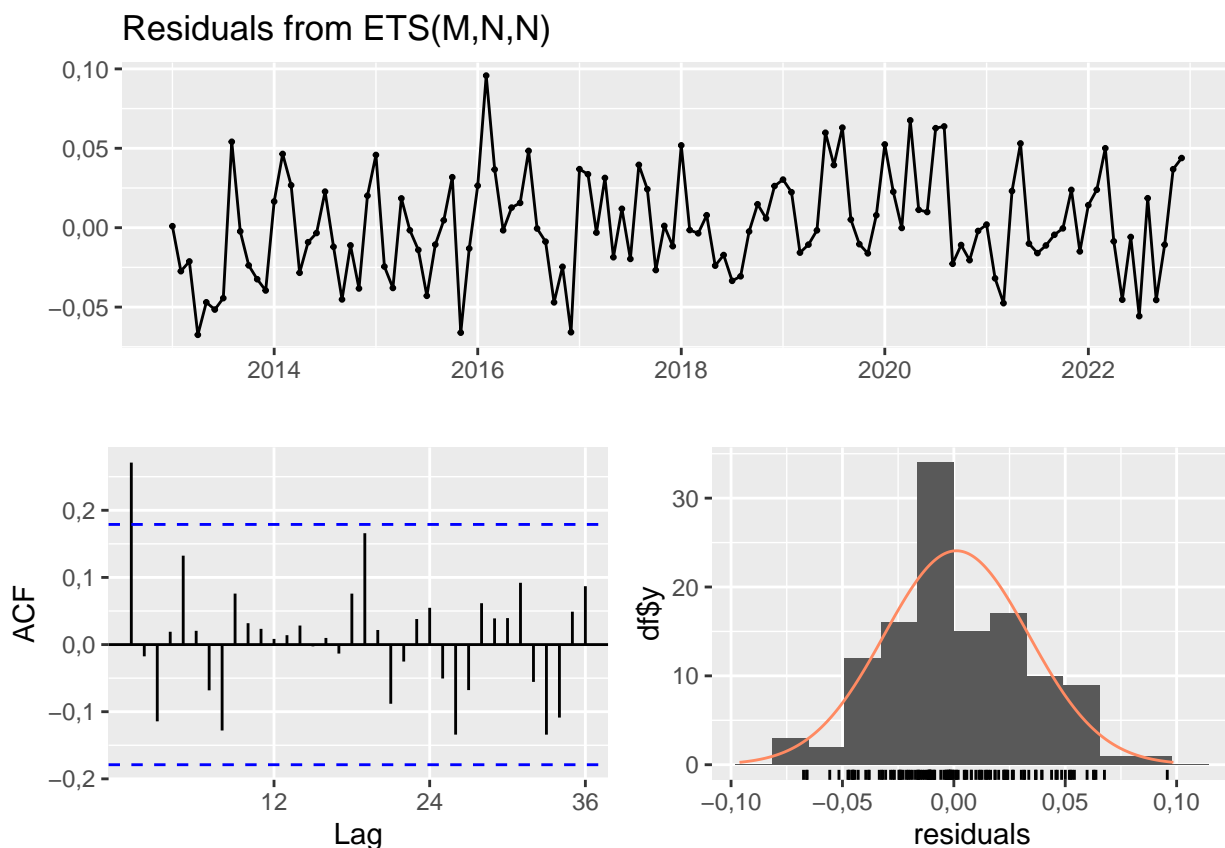 Residuals from ETS(M,N,N)
0,10
0,05
0,00
−0,05
2014 2016 2018 2020 2022
ACF
0,2
0,1
0,0
−0,1
−0,2
12 24 36
Lag
df$y
30
20
10
0
−0,10 −0,05 0,00 0,05 0,10
residuals